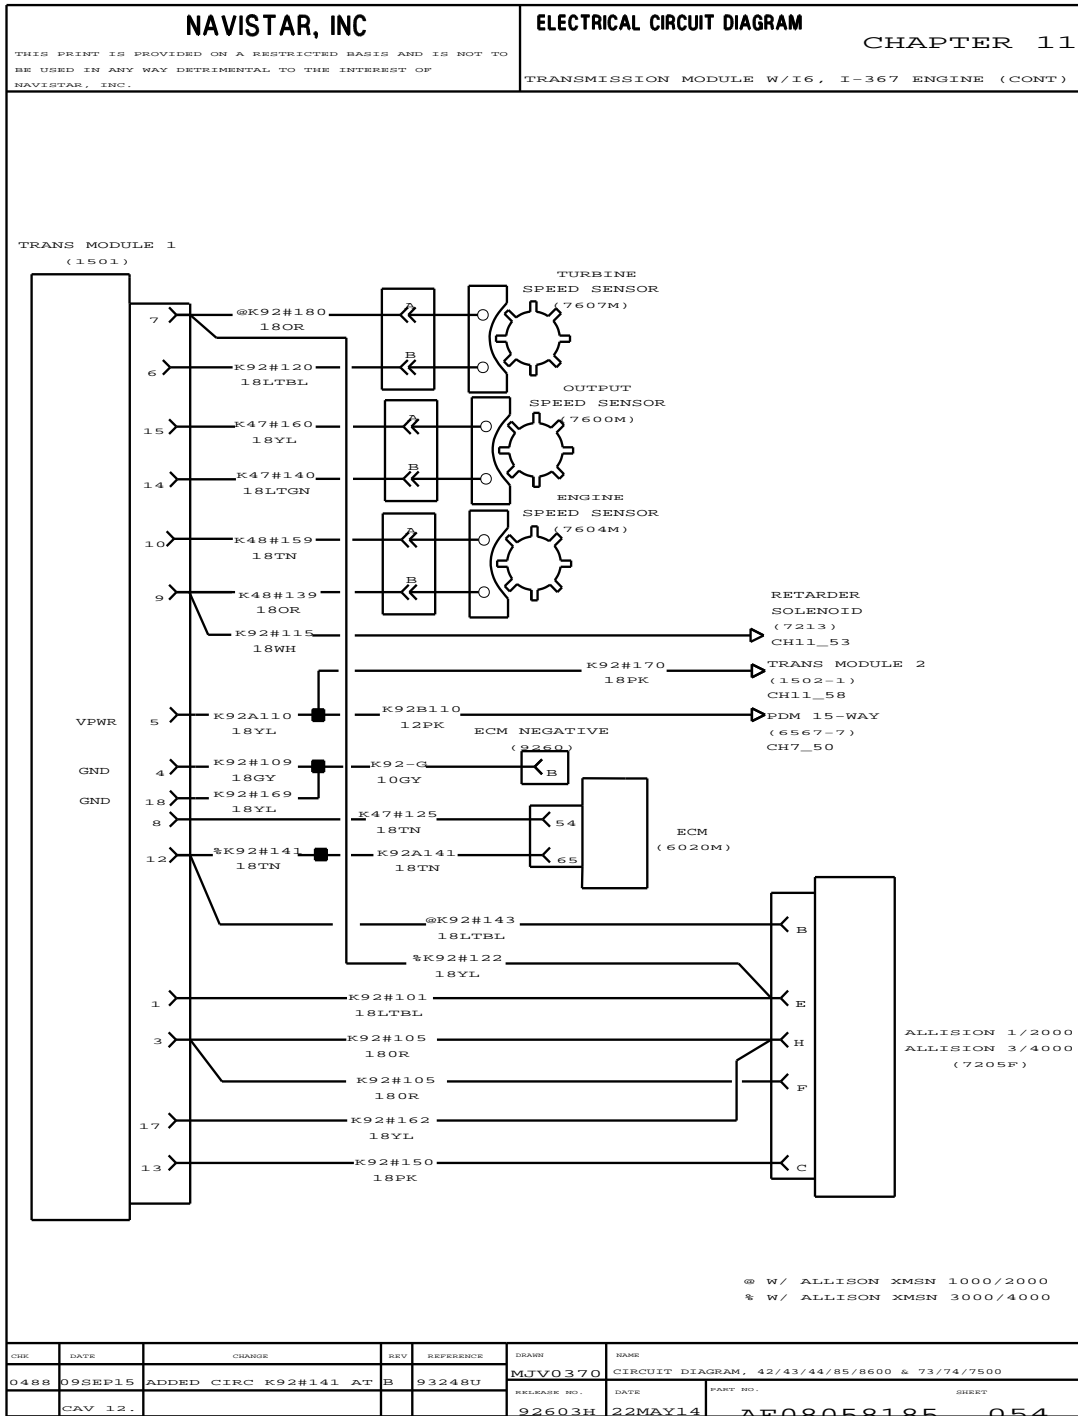 NAVISTAR, INC
THIS PRINT IS PROVIDED ON A RESTRICTED BASIS AND IS NOT TO
BE USED IN ANY WAY DETRIMENTAL TO THE INTEREST OF
NAVISTAR, INC.
ELECTRICAL CIRCUIT DIAGRAM
CHAPTER 11
TRANSMISSION MODULE W/I6, I-367 ENGINE (CONT)
TRANS MODULE 1
(1501)
TURBINE
SPEED SENSOR
(7607M)
7
@K92#180
18OR
A
6
K92#120
18LTBL
B
OUTPUT
SPEED SENSOR
(7600M)
15
K47#160
18YL
A
14
K47#140
18LTGN
B
ENGINE
SPEED SENSOR
(7604M)
10
K48#159
18TN
A
9
K48#139
18OR
B
K92#115
18WH
RETARDER
SOLENOID
(7213)
CH11_53
K92#170
18PK
TRANS MODULE 2
(1502-1)
CH11_58
VPWR
5
K92A110
18YL
K92B110
12PK
PDM 15-WAY
(6567-7)
CH7_50
ECM NEGATIVE
(9260)
GND
4
K92#109
18GY
K92-G
10GY
B
GND
18
K92#169
18YL
8
K47#125
18TN
54
ECM
(6020M)
12
%K92#141
18TN
K92A141
18TN
65
@K92#143
18LTBL
B
%K92#122
18YL
1
K92#101
18LTBL
E
3
K92#105
180R
H
ALLISION 1/2000
ALLISION 3/4000
(7205F)
K92#105
180R
F
17
K92#162
18YL
13
K92#150
18PK
C
@ W/ ALLISON XMSN 1000/2000
% W/ ALLISON XMSN 3000/4000
CHK DATE CHANGE REV REFERENCE
0488 09SEP15 ADDED CIRC K92#141 AT B 93248U
CAV 12.
DRAWN
MJV0370
NAME
CIRCUIT DIAGRAM, 42/43/44/85/8600 & 73/74/7500
RELEASE NO.
92603H
DATE
22MAY14
PART NO.
AE08058185
SHEET
054